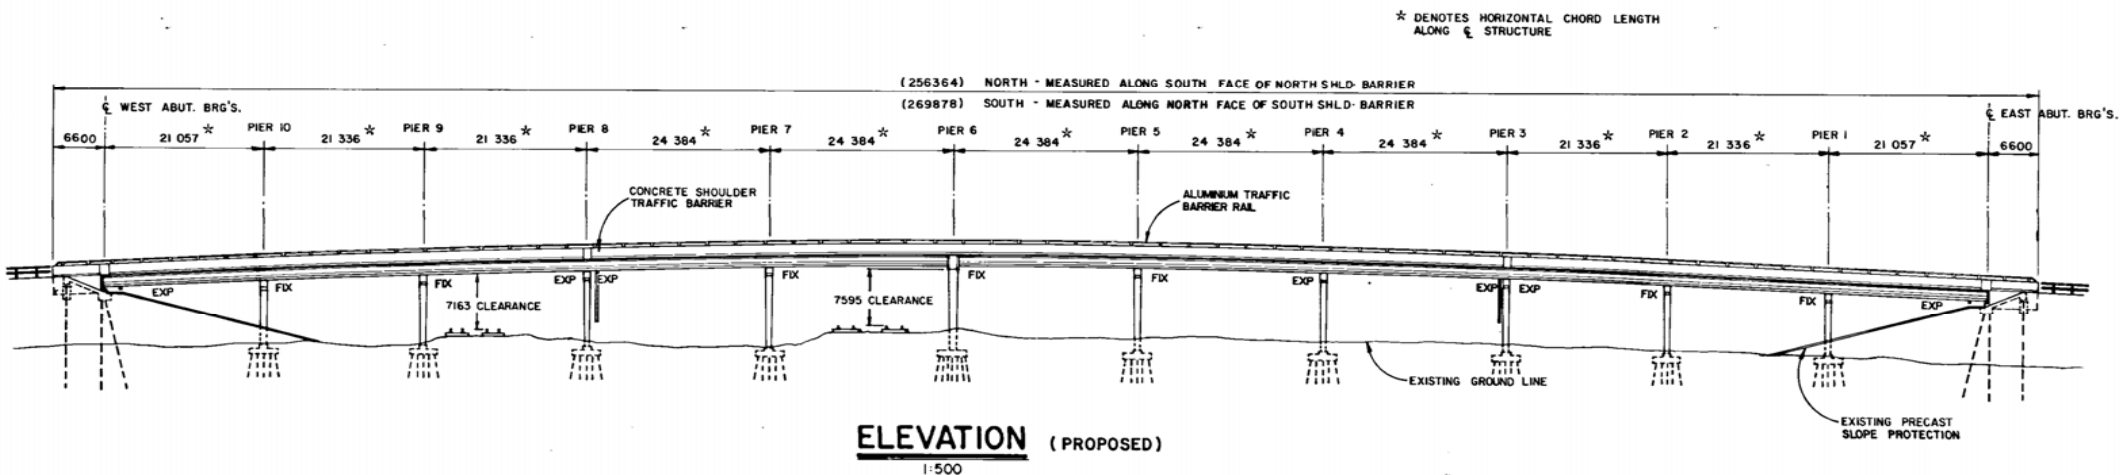 * DENOTES HORIZONTAL CHORD LENGTH
ALONG ℄ STRUCTURE
(256364) NORTH - MEASURED ALONG SOUTH FACE OF NORTH SHLD. BARRIER
℄ WEST ABUT. BRG'S.
(269878) SOUTH - MEASURED ALONG NORTH FACE OF SOUTH SHLD. BARRIER
℄ EAST ABUT. BRG'S.
6600
21 057*
PIER 10
21 336*
PIER 9
21 336*
PIER 8
24 384*
PIER 7
24 384*
PIER 6
24 384*
PIER 5
24 384*
PIER 4
24 384*
PIER 3
21 336*
PIER 2
21 336*
PIER 1
21 057*
6600
CONCRETE SHOULDER
TRAFFIC BARRIER
ALUMINIUM TRAFFIC
BARRIER RAIL
EXP
FIX
FIX
7163 CLEARANCE
EXP
EXP
FIX
7595 CLEARANCE
FIX
FIX
EXP
EXP
EXP
FIX
FIX
EXP
EXISTING GROUND LINE
EXISTING PRECAST
SLOPE PROTECTION
ELEVATION (PROPOSED)
1:500